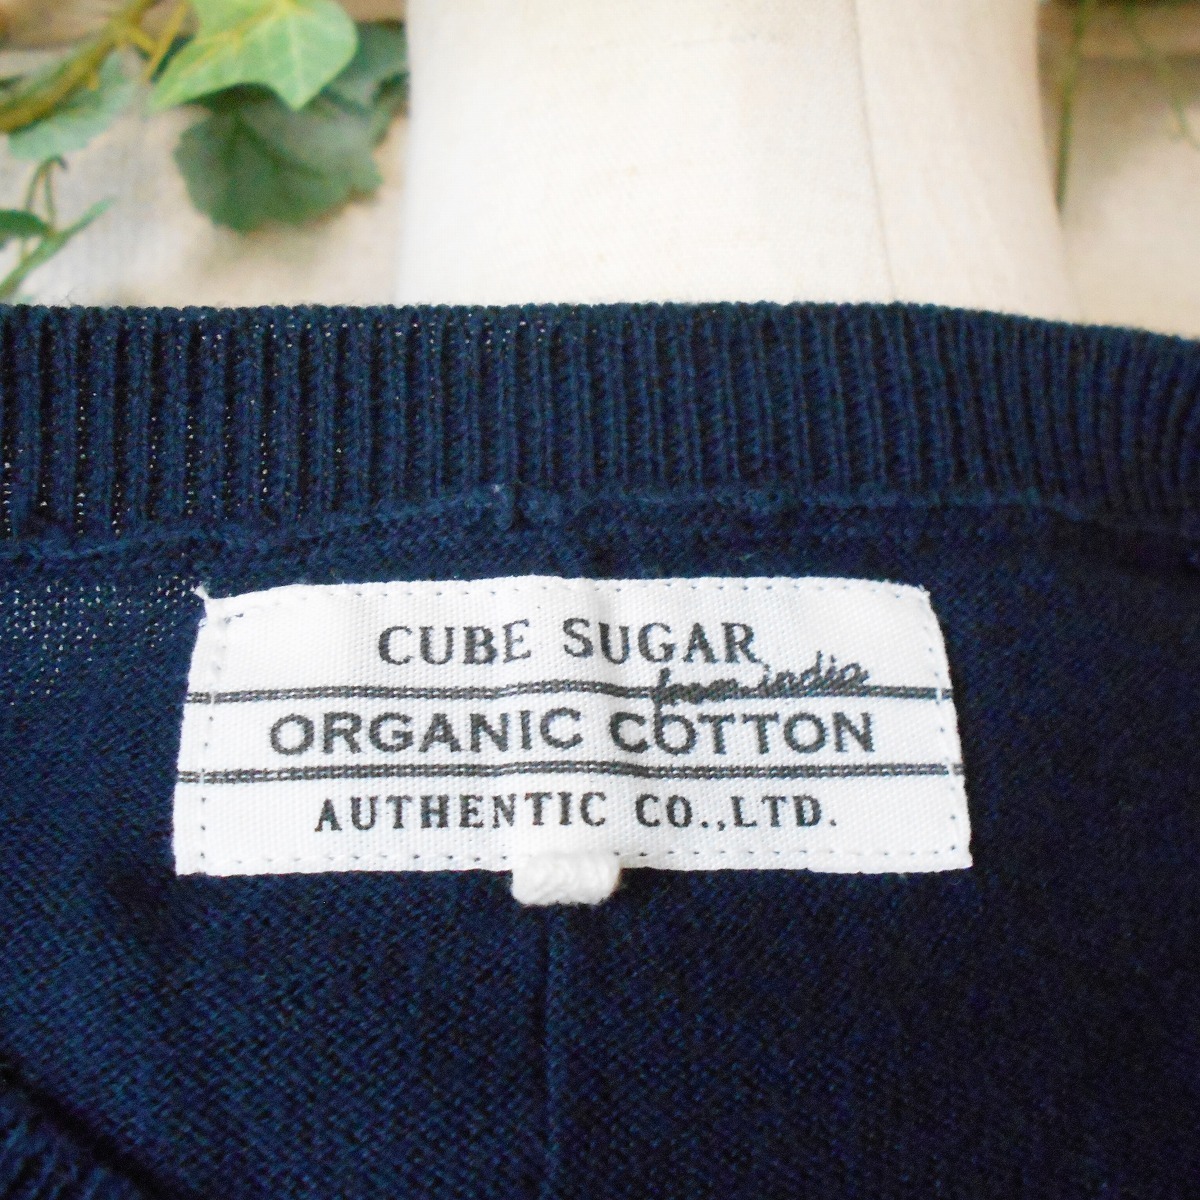 CUBE SUGAR
from india
ORGANIC COTTON
AUTHENTIC CO.,LTD.